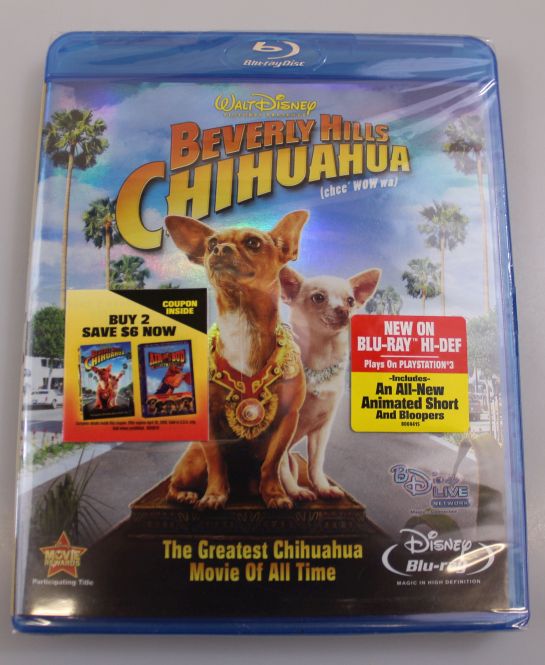 Blu-ray Disc
WALT DISNEY
BEVERLY HILLS
CHIHUAHUA
(chee' WOW wa)
COUPON
INSIDE
BUY 2
SAVE $6 NOW
CHIHUAHUA
NEW ON
BLU-RAY™ HI-DEF
Plays On PLAYSTATION®3
-Includes-
An All-New
Animated Short
And Bloopers
BD LIVE
NETWORK
The Greatest Chihuahua
Movie Of All Time
DISNEY
Blu-ray
MAGIC IN HIGH DEFINITION
MOVIE
REWARDS
Participating Title